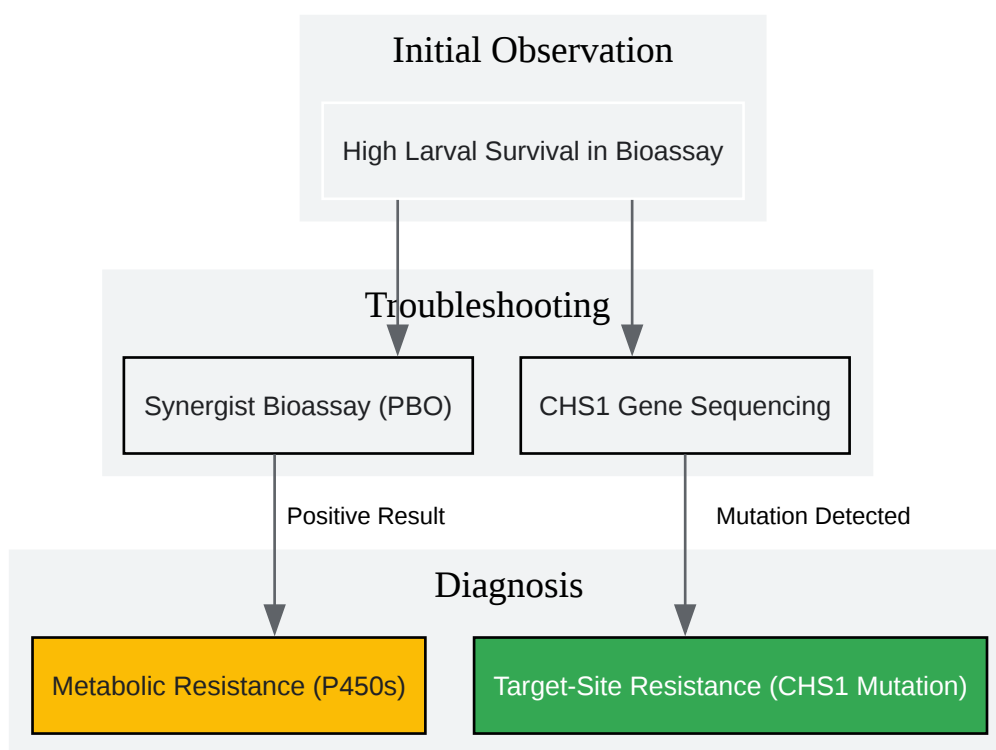 Initial Observation
High Larval Survival in Bioassay
Troubleshooting
Synergist Bioassay (PBO)
CHS1 Gene Sequencing
Positive Result
Mutation Detected
Diagnosis
Metabolic Resistance (P450s)
Target-Site Resistance (CHS1 Mutation)